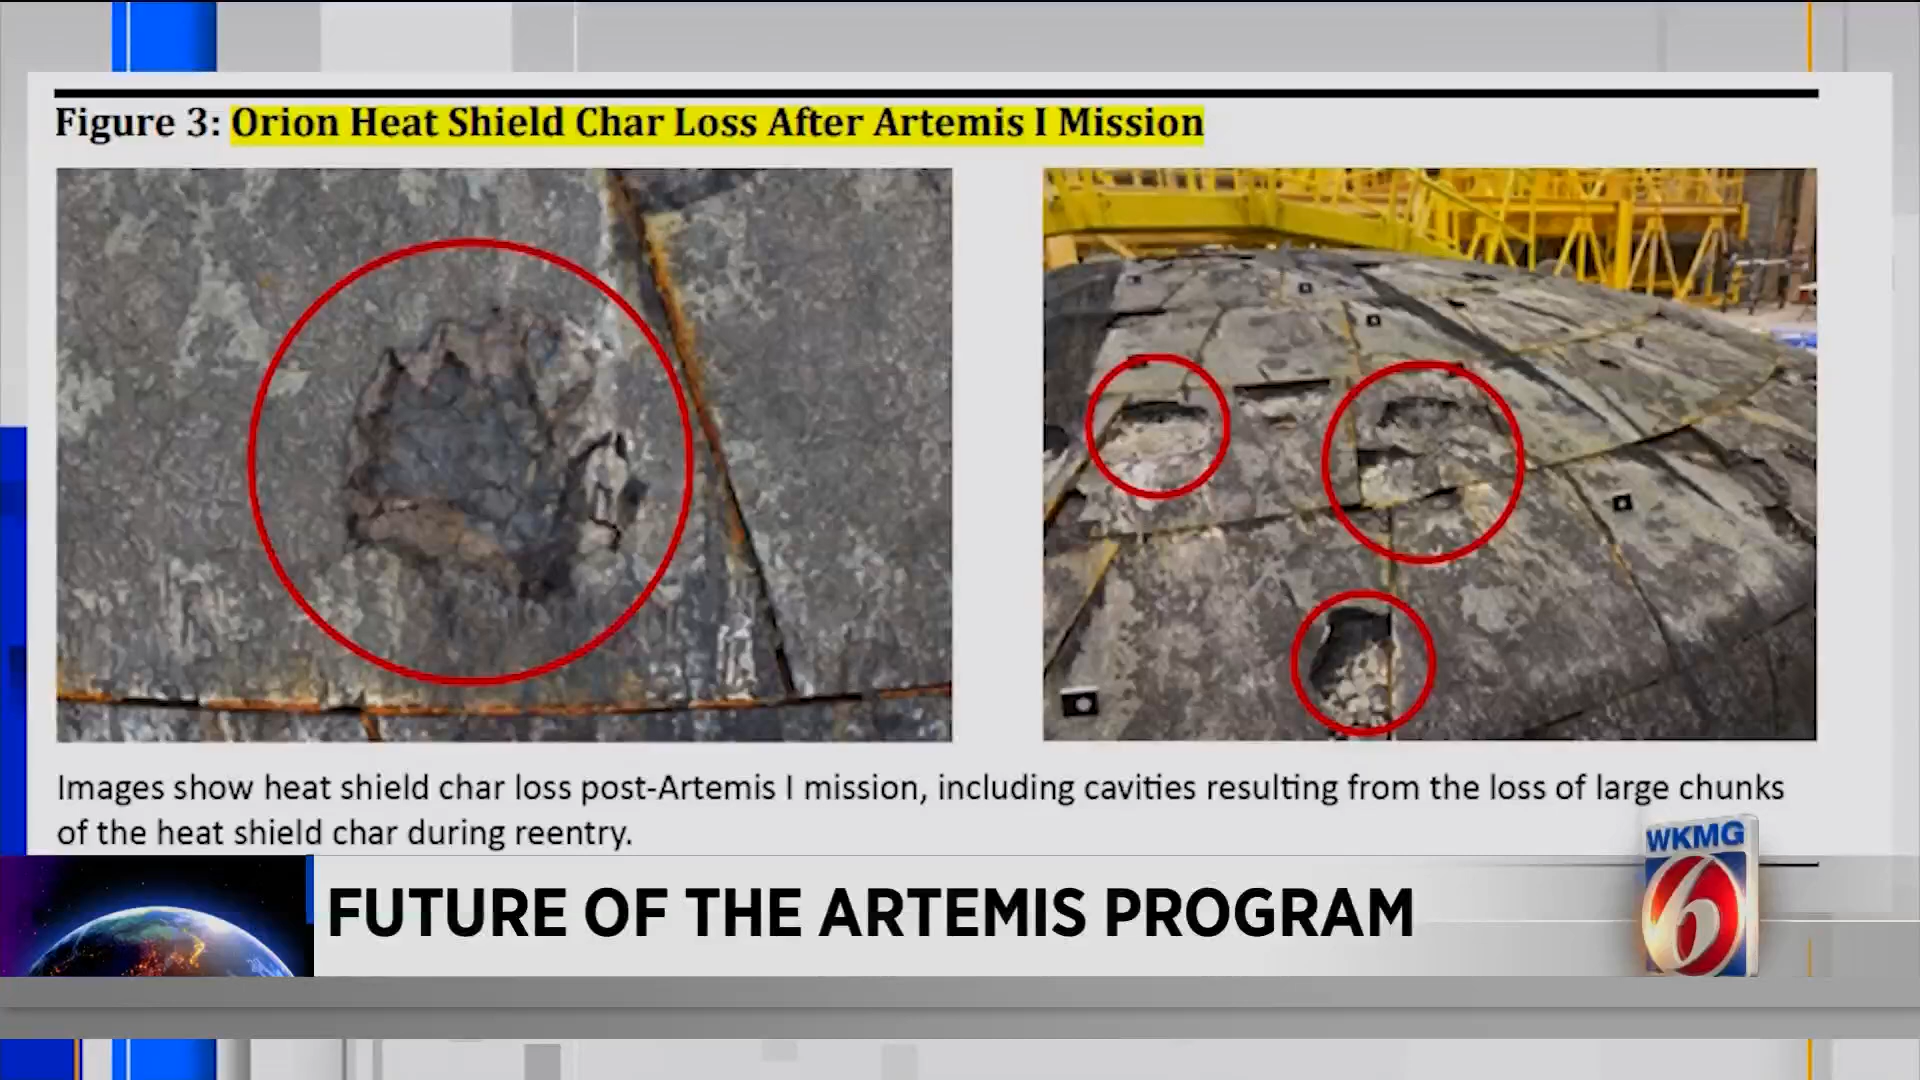 Figure 3: Orion Heat Shield Char Loss After Artemis I Mission
Images show heat shield char loss post-Artemis I mission, including cavities resulting from the loss of large chunks
of the heat shield char during reentry.
WKMG
6
FUTURE OF THE ARTEMIS PROGRAM